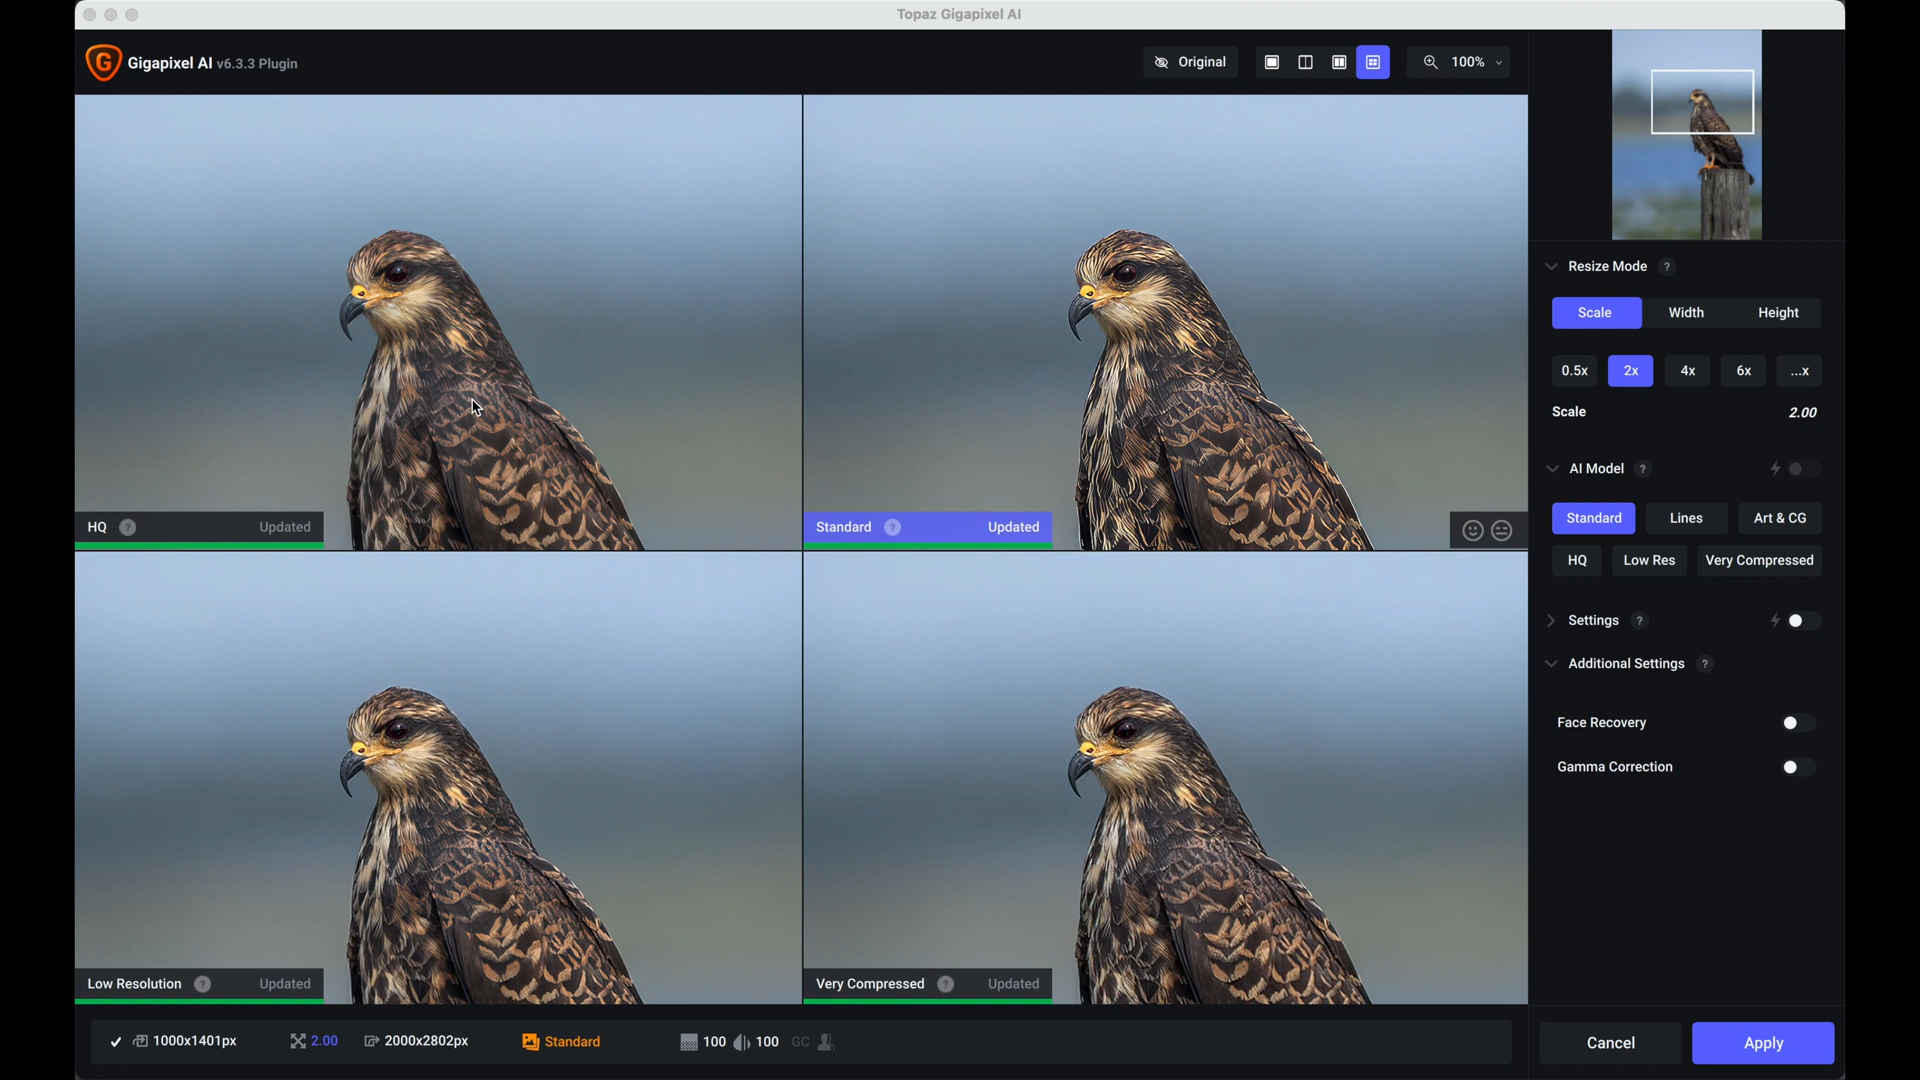 Topaz Gigapixel AI
G Gigapixel AI v6.3.3 Plugin
Original
100%
Resize Mode ?
Scale Width Height
0.5x 2x 4x 6x ...x
Scale 2.00
AI Model ?
Standard Lines Art & CG
HQ Low Res Very Compressed
Settings ?
Additional Settings ?
Face Recovery
Gamma Correction
HQ ? Updated
Standard ? Updated
Low Resolution ? Updated
Very Compressed ? Updated
1000x1401px 2.00 2000x2802px Standard 100 100 GC
Cancel Apply